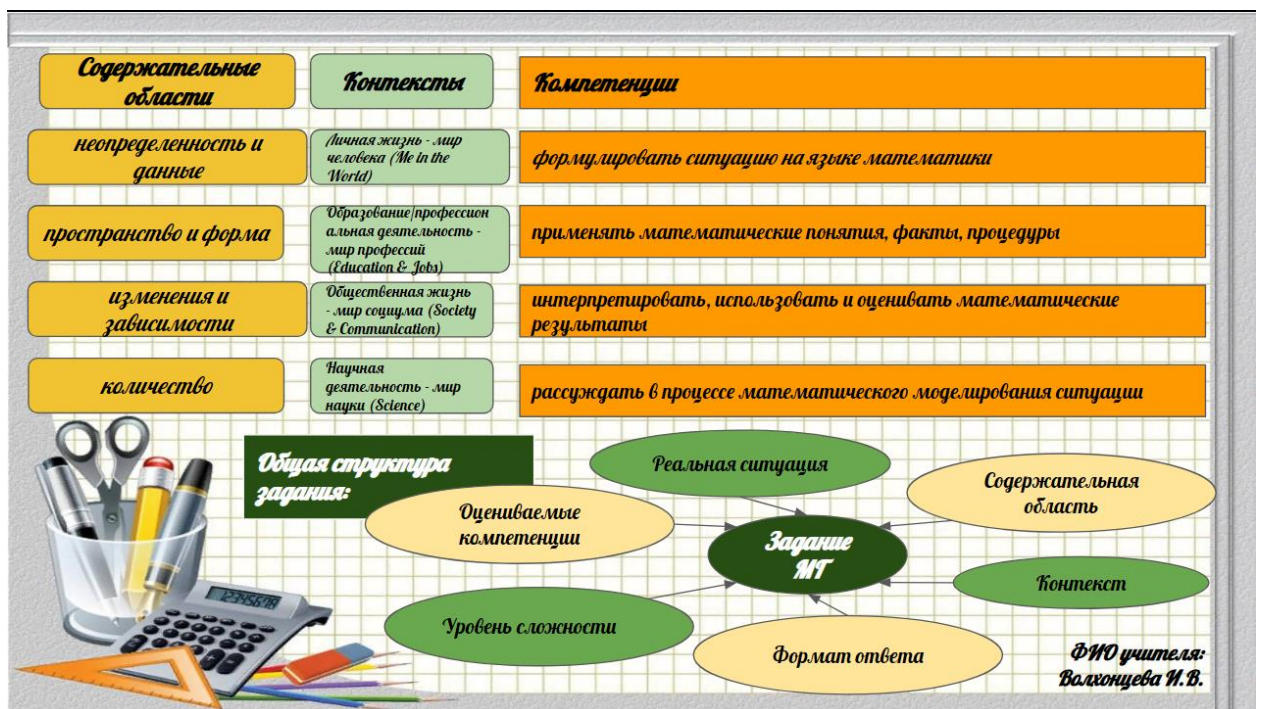 Содержательные
области
Контексты
Компетенции
неопределенность и
данные
Личная жизнь - мир
человека (Me in the
World)
формулировать ситуацию на языке математики
пространство и форма
Образование/профессион
альная деятельность -
мир профессий
(Education & Jobs)
применять математические понятия, факты, процедуры
изменения и
зависимости
Общественная жизнь
- мир социума (Society
& Communication)
интерпретировать, использовать и оценивать математические
результаты
количество
Научная
деятельность - мир
науки (Science)
рассуждать в процессе математического моделирования ситуации
Общая структура
задания:
Реальная ситуация
Содержательная
область
Оцениваемые
компетенции
Задание
МГ
Контекст
Уровень сложности
Формат ответа
ФИО учителя:
Волхонцева И.В.
12345678